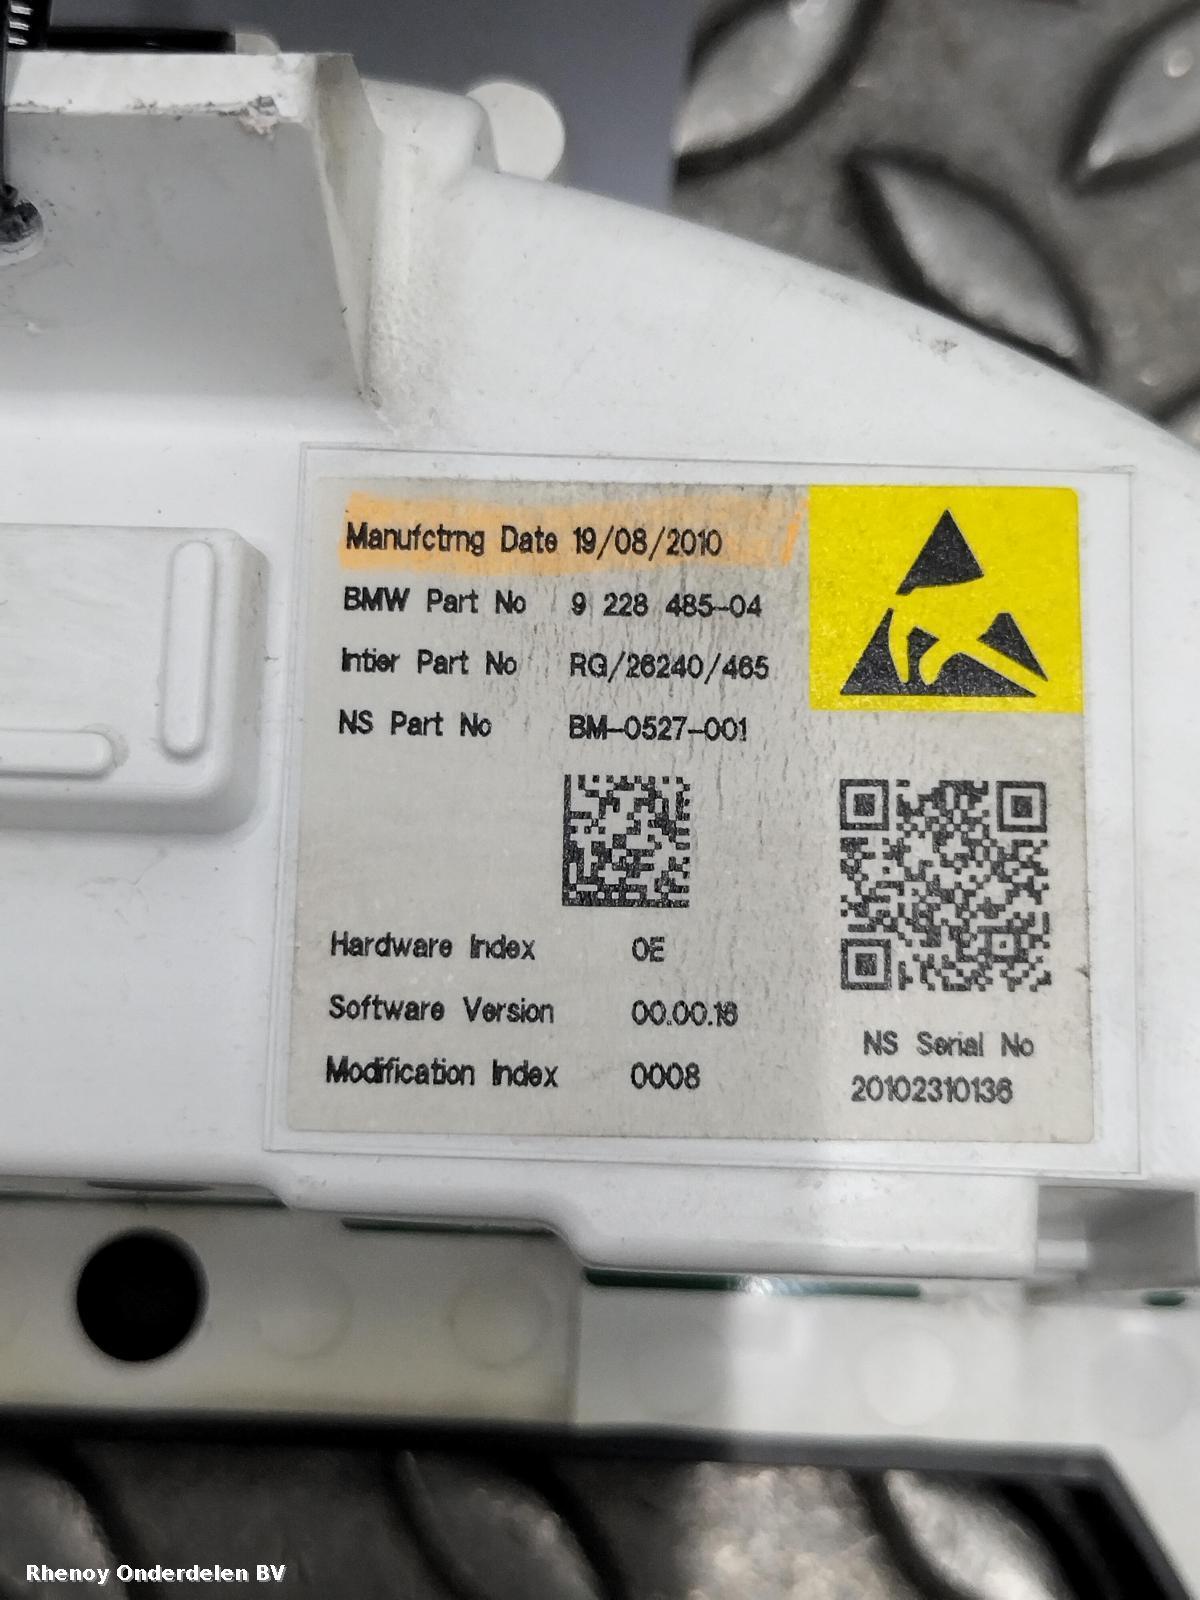 Manufctrng Date 19/08/2010
BMW Part No 9 228 485-04
Intier Part No RG/26240/465
NS Part No BM-0527-001
Hardware Index 0E
Software Version 00.00.16
Modification Index 0008
NS Serial No
20102310136
Rhenoy Onderdelen BV